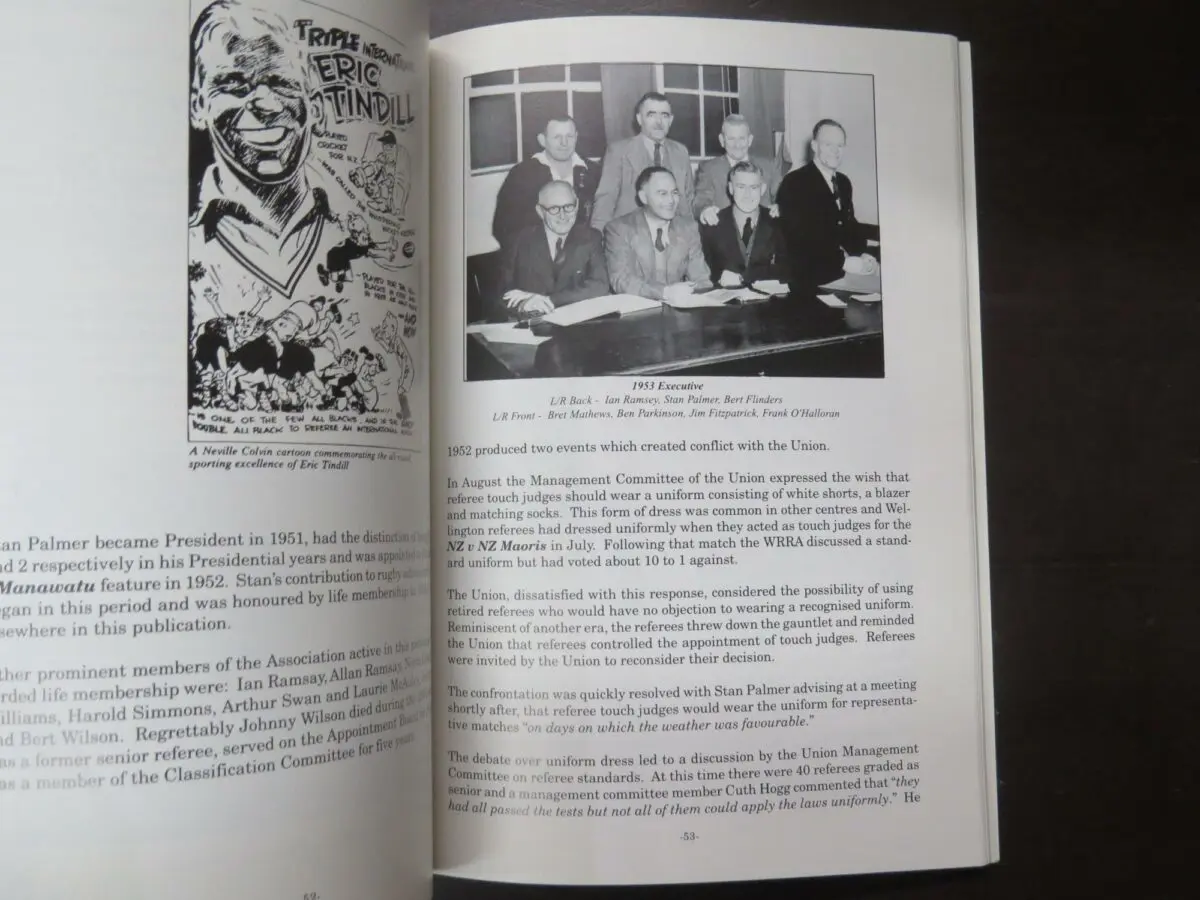 TRIPLE INTERNATIONAL
ERIC
TINDILL
PLAYED
CRICKET
FOR N.Z.
WAS CALLED THE
PLAYED FOR THE
AND
NOW
IS ONE OF THE FEW ALL BLACKS, AND
DOUBLE ALL BLACK TO REFEREE AN INTERNATIONAL
A Neville Colvin cartoon commemorating the all round
sporting excellence of Eric Tindill
an Palmer became President in 1951, had the distinction of
d 2 respectively in his Presidential years and was appointed
Manawatu feature in 1952. Stan's contribution to rugby
egan in this period and was honoured by life membership
sewhere in this publication.
ther prominent members of the Association active in this
arded life membership were: Ian Ramsay, Allan Ramsay,
illiams, Harold Simmons, Arthur Swan and Laurie
nd Bert Wilson. Regrettably Johnny Wilson died during the
as a former senior referee, served on the Appointment Board
as a member of the Classification Committee for five years.
1953 Executive
L/R Back - Ian Ramsey, Stan Palmer, Bert Flinders
L/R Front - Bret Mathews, Ben Parkinson, Jim Fitzpatrick, Frank O'Halloran
1952 produced two events which created conflict with the Union.
In August the Management Committee of the Union expressed the wish that
referee touch judges should wear a uniform consisting of white shorts, a blazer
and matching socks. This form of dress was common in other centres and Wel-
lington referees had dressed uniformly when they acted as touch judges for the
NZ v NZ Maoris in July. Following that match the WRRA discussed a stand-
ard uniform but had voted about 10 to 1 against.
The Union, dissatisfied with this response, considered the possibility of using
retired referees who would have no objection to wearing a recognised uniform.
Reminiscent of another era, the referees threw down the gauntlet and reminded
the Union that referees controlled the appointment of touch judges. Referees
were invited by the Union to reconsider their decision.
The confrontation was quickly resolved with Stan Palmer advising at a meeting
shortly after, that referee touch judges would wear the uniform for representa-
tive matches "on days on which the weather was favourable."
The debate over uniform dress led to a discussion by the Union Management
Committee on referee standards. At this time there were 40 referees graded as
senior and a management committee member Cuth Hogg commented that "they
had all passed the tests but not all of them could apply the laws uniformly." He
-53-